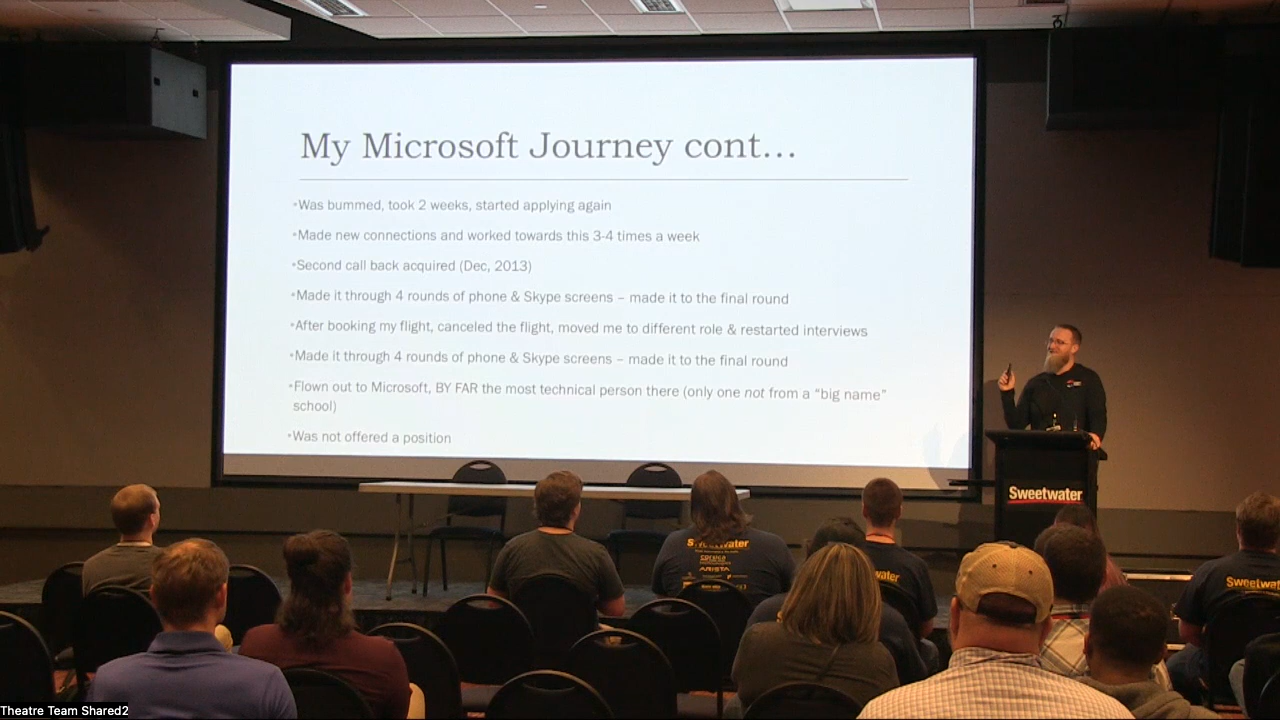 My Microsoft Journey cont…
•Was bummed, took 2 weeks, started applying again
•Made new connections and worked towards this 3-4 times a week
•Second call back acquired (Dec, 2013)
•Made it through 4 rounds of phone & Skype screens – made it to the final round
•After booking my flight, canceled the flight, moved me to different role & restarted interviews
•Made it through 4 rounds of phone & Skype screens – made it to the final round
•Flown out to Microsoft, BY FAR the most technical person there (only one not from a “big name”
school)
•Was not offered a position
Sweetwater
Sweetwater
ARISTA
water
Sweetwa
Theatre Team Shared2